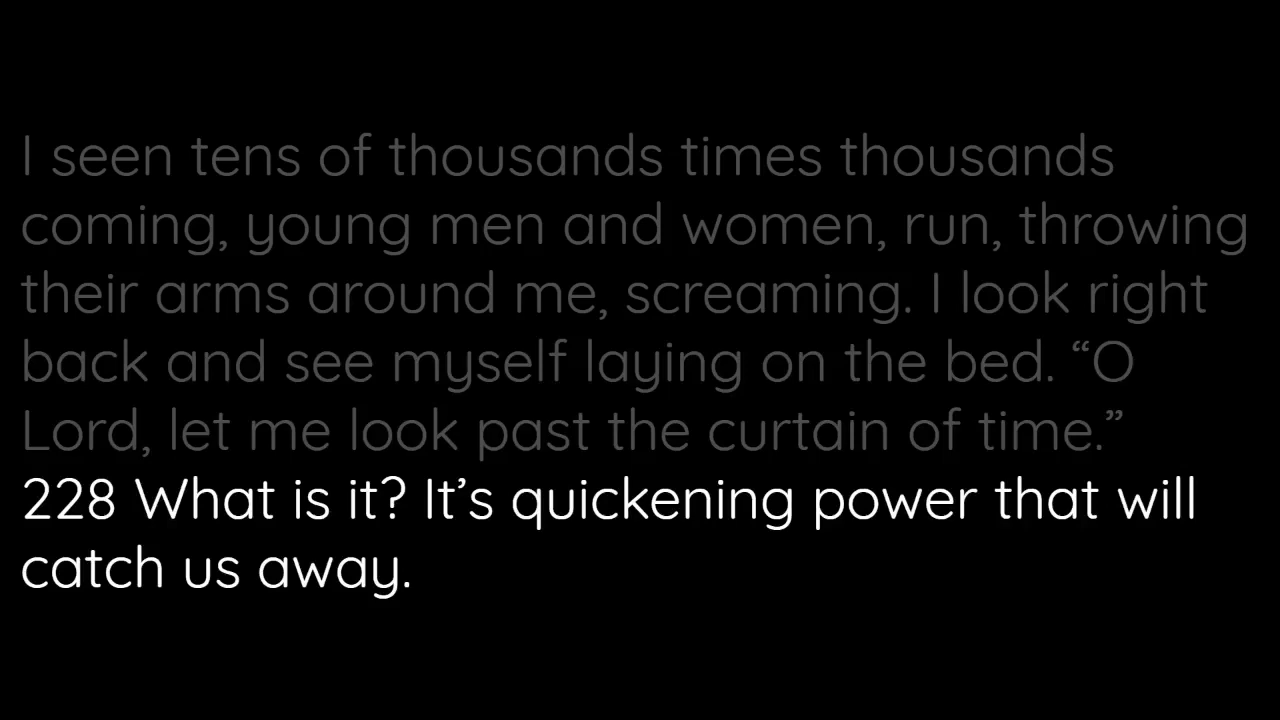 I seen tens of thousands times thousands
coming, young men and women, run, throwing
their arms around me, screaming. I look right
back and see myself laying on the bed. “O
Lord, let me look past the curtain of time.”
228 What is it? It’s quickening power that will
catch us away.